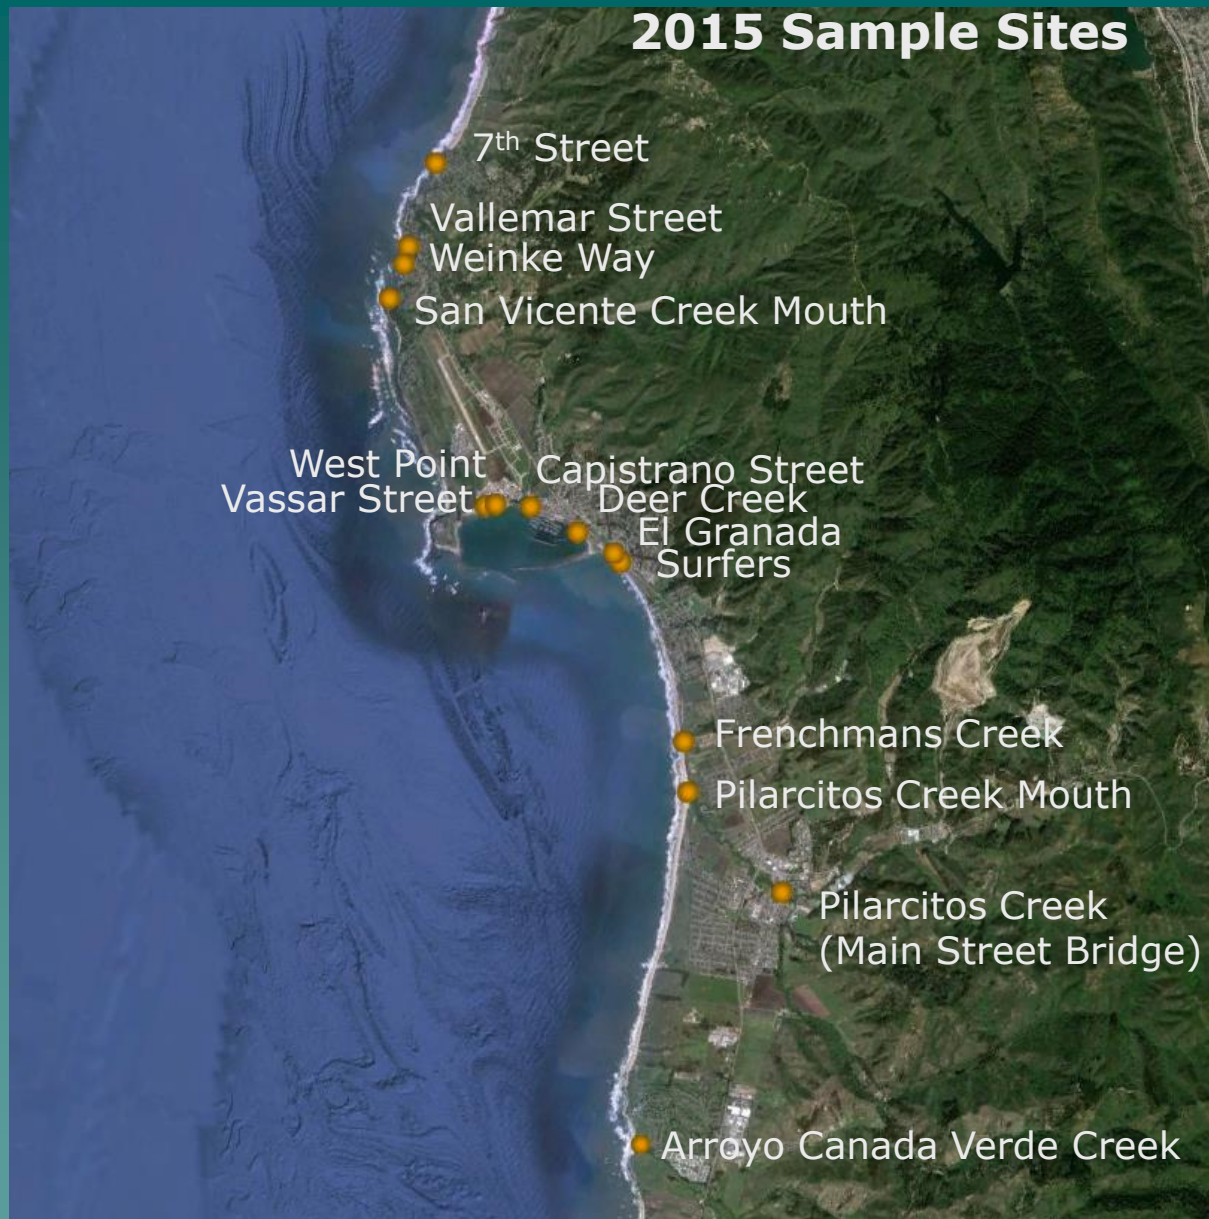 2015 Sample Sites
7th Street
Vallemar Street
Weinke Way
San Vicente Creek Mouth
West Point
Capistrano Street
Vassar Street
Deer Creek
El Granada
Surfers
Frenchmans Creek
Pilarcitos Creek Mouth
Pilarcitos Creek
(Main Street Bridge)
Arroyo Canada Verde Creek